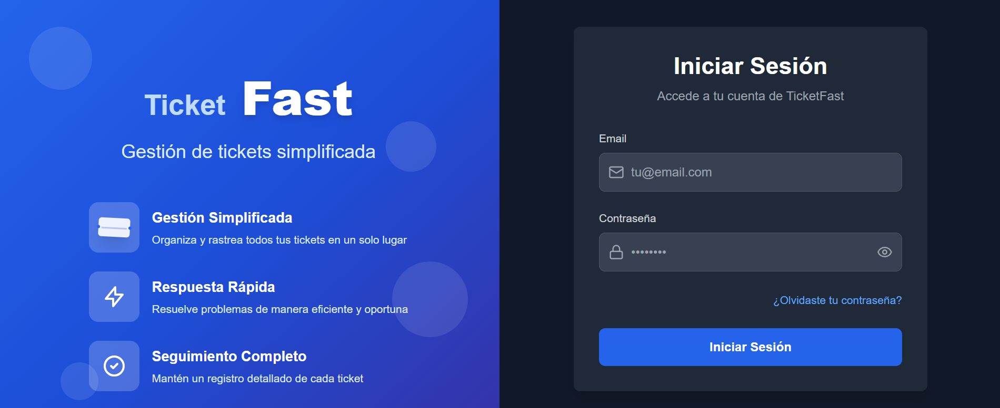 Ticket Fast
Gestión de tickets simplificada
Gestión Simplificada
Organiza y rastrea todos tus tickets en un solo lugar
Respuesta Rápida
Resuelve problemas de manera eficiente y oportuna
Seguimiento Completo
Mantén un registro detallado de cada ticket
Iniciar Sesión
Accede a tu cuenta de TicketFast
Email
tu@email.com
Contraseña
••••••••
¿Olvidaste tu contraseña?
Iniciar Sesión